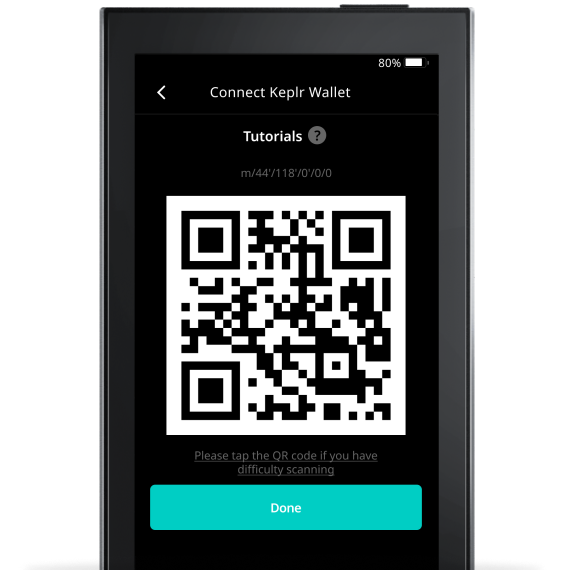 80%
Connect Keplr Wallet
Tutorials ?
m/44'/118'/0'/0/0
Please tap the QR code if you have
difficulty scanning
Done